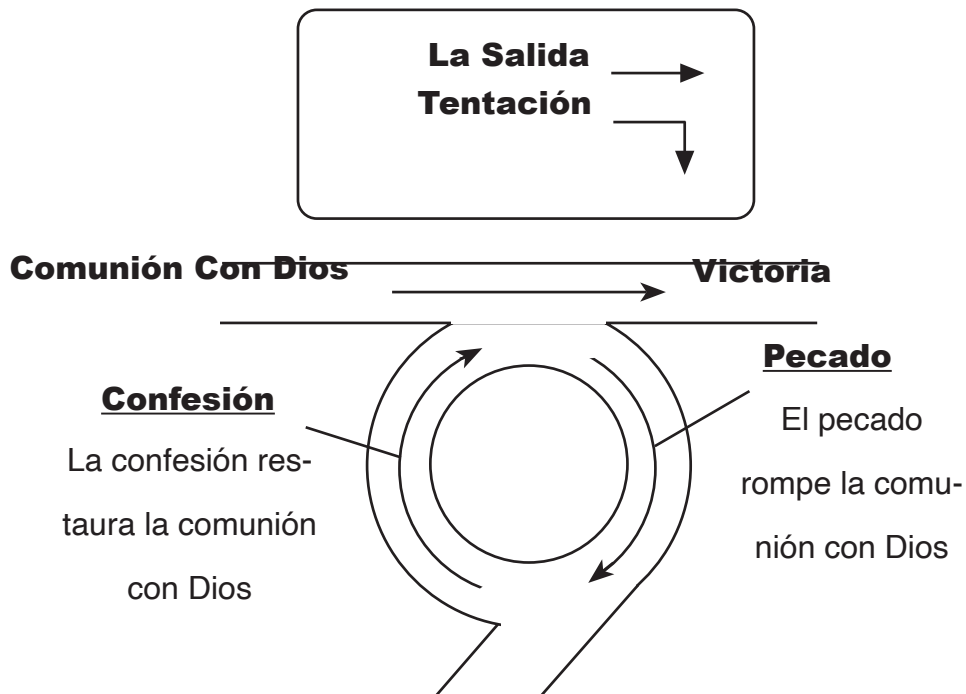 La Salida
Tentación
Comunión Con Dios
Victoria
Confesión
La confesión res-
taura la comunión
con Dios
Pecado
El pecado
rompe la comu-
nión con Dios